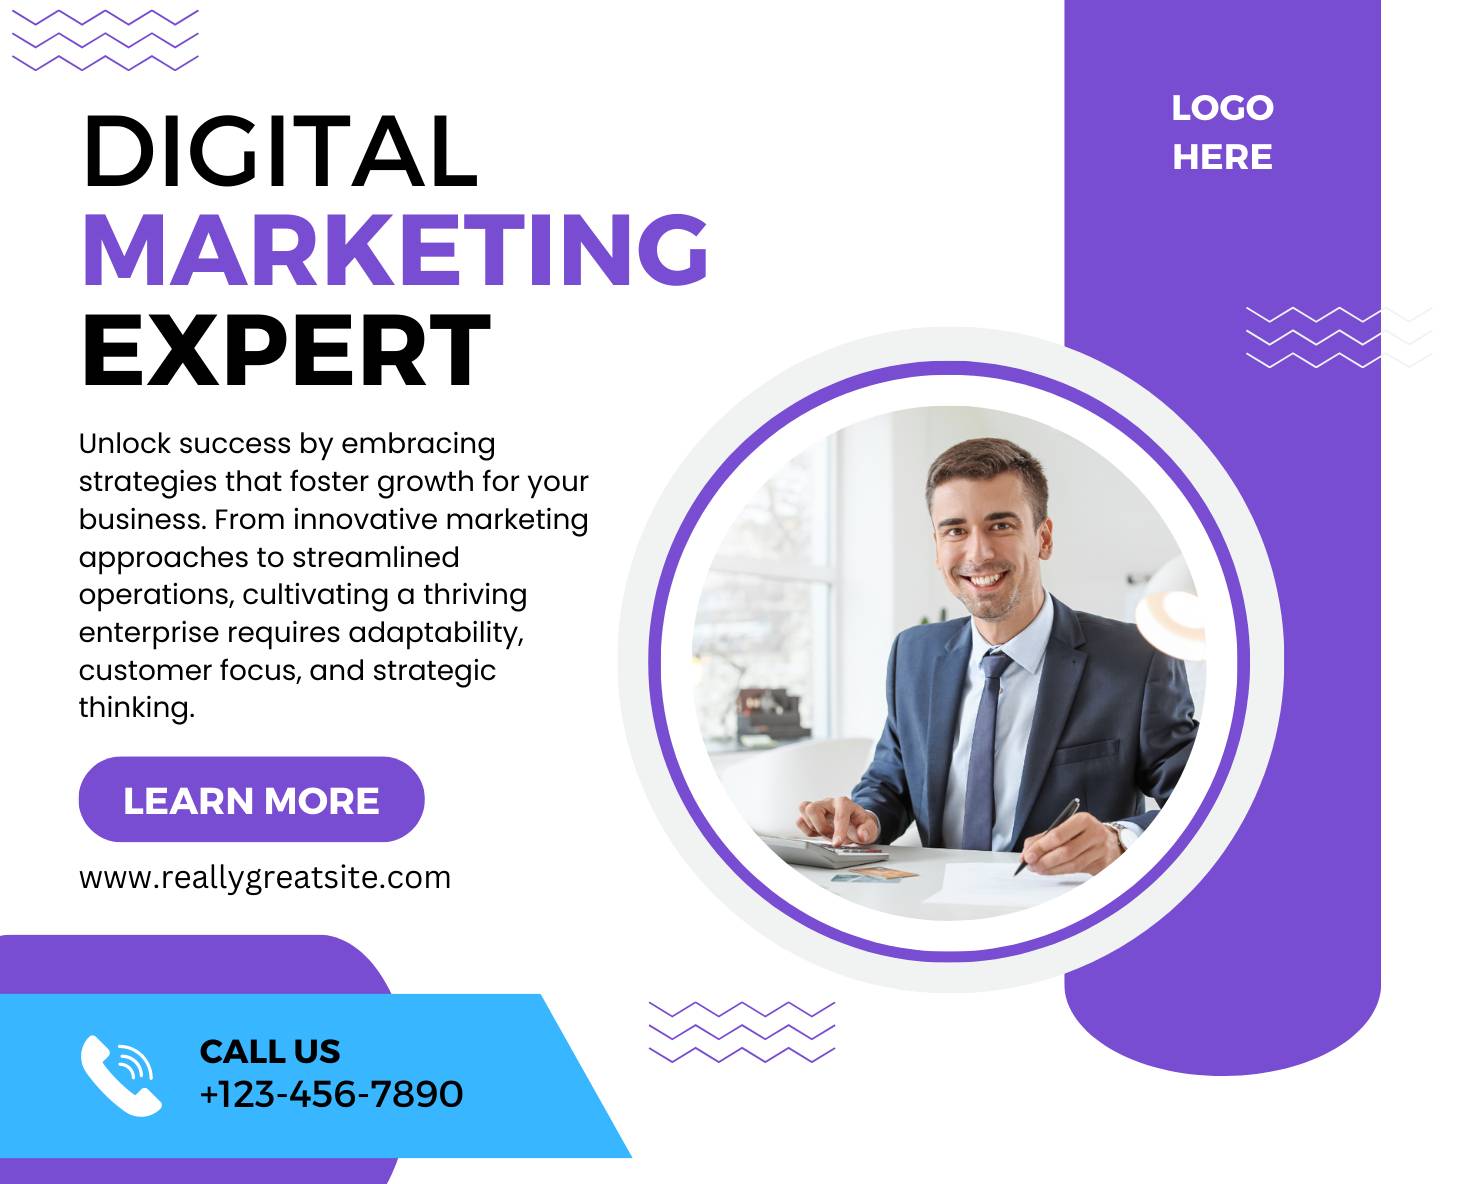 DIGITAL
MARKETING
EXPERT
Unlock success by embracing
strategies that foster growth for your
business. From innovative marketing
approaches to streamlined
operations, cultivating a thriving
enterprise requires adaptability,
customer focus, and strategic
thinking.
LEARN MORE
www.reallygreatsite.com
CALL US
+123-456-7890
LOGO
HERE